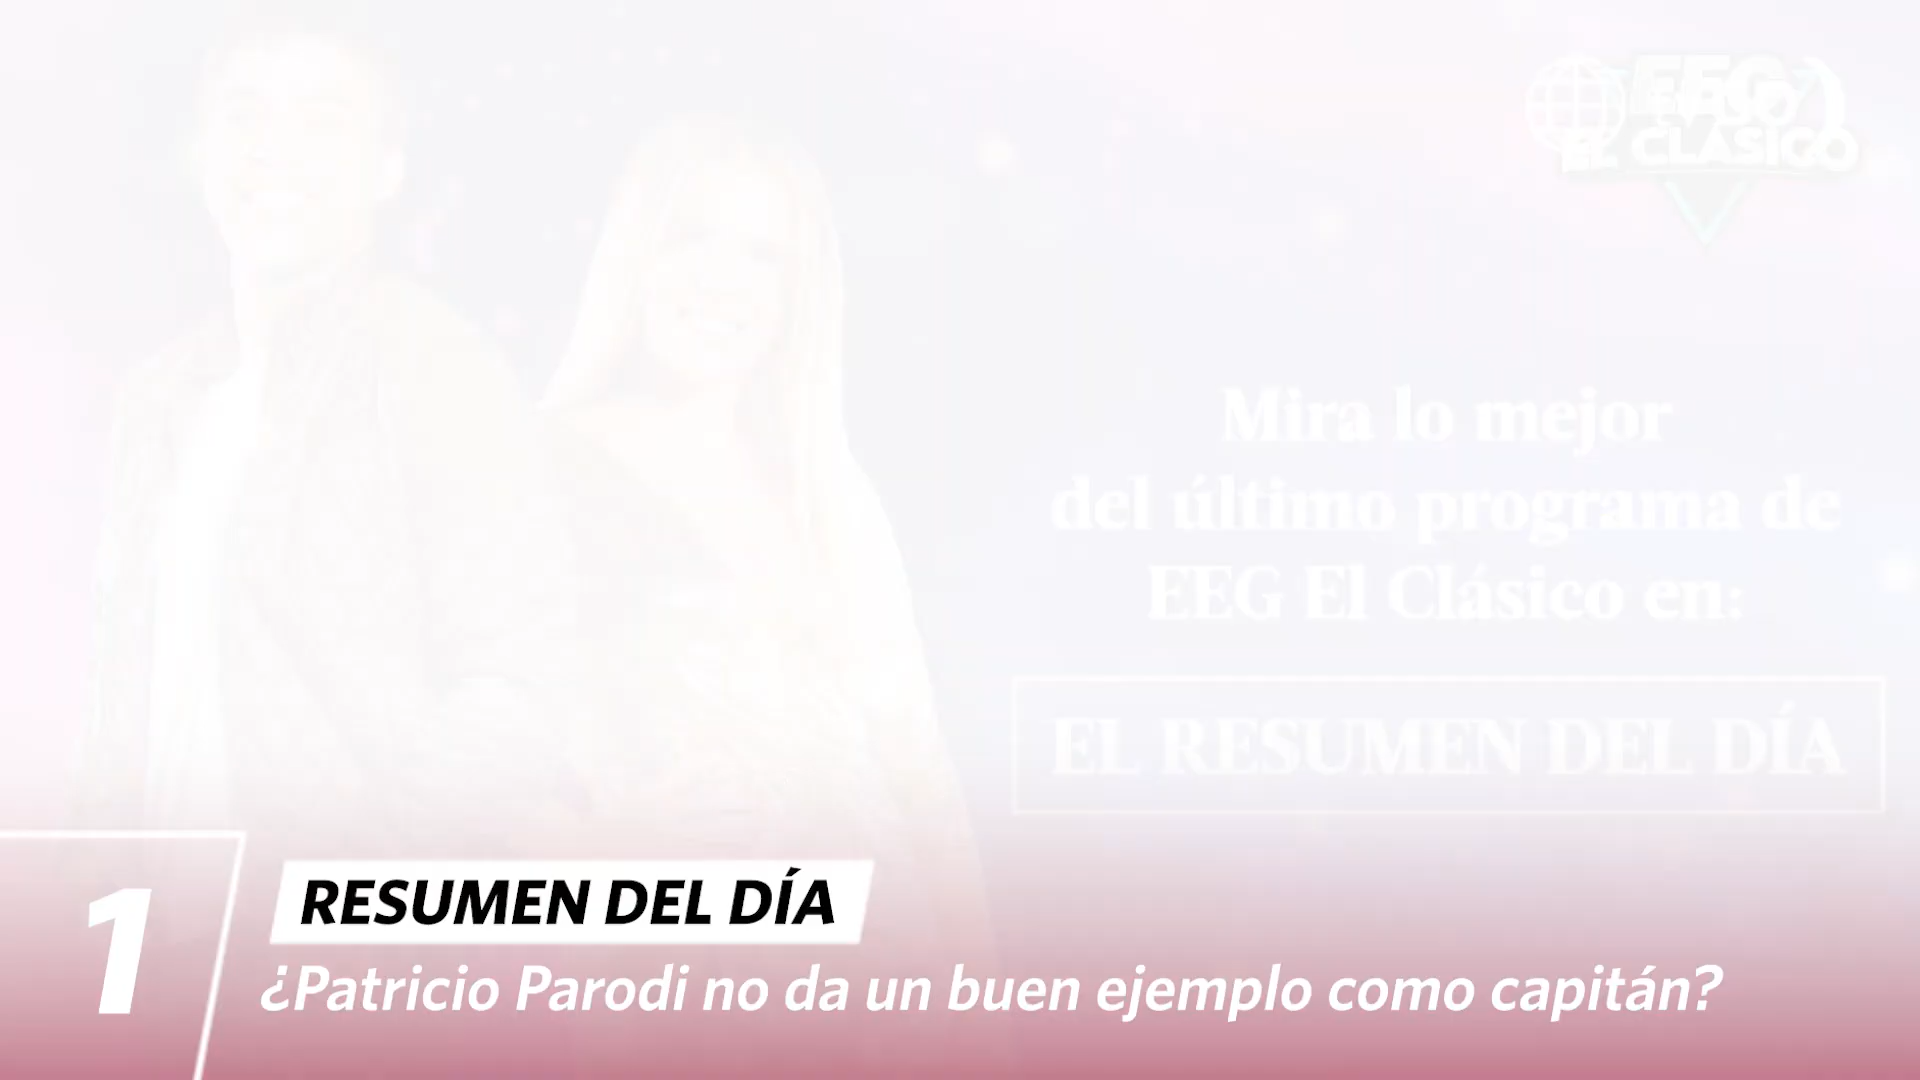 EL CLÁSICO
Mira lo mejor
del último programa de
EEG El Clásico en:
EL RESUMEN DEL DÍA
1
RESUMEN DEL DÍA
¿Patricio Parodi no da un buen ejemplo como capitán?